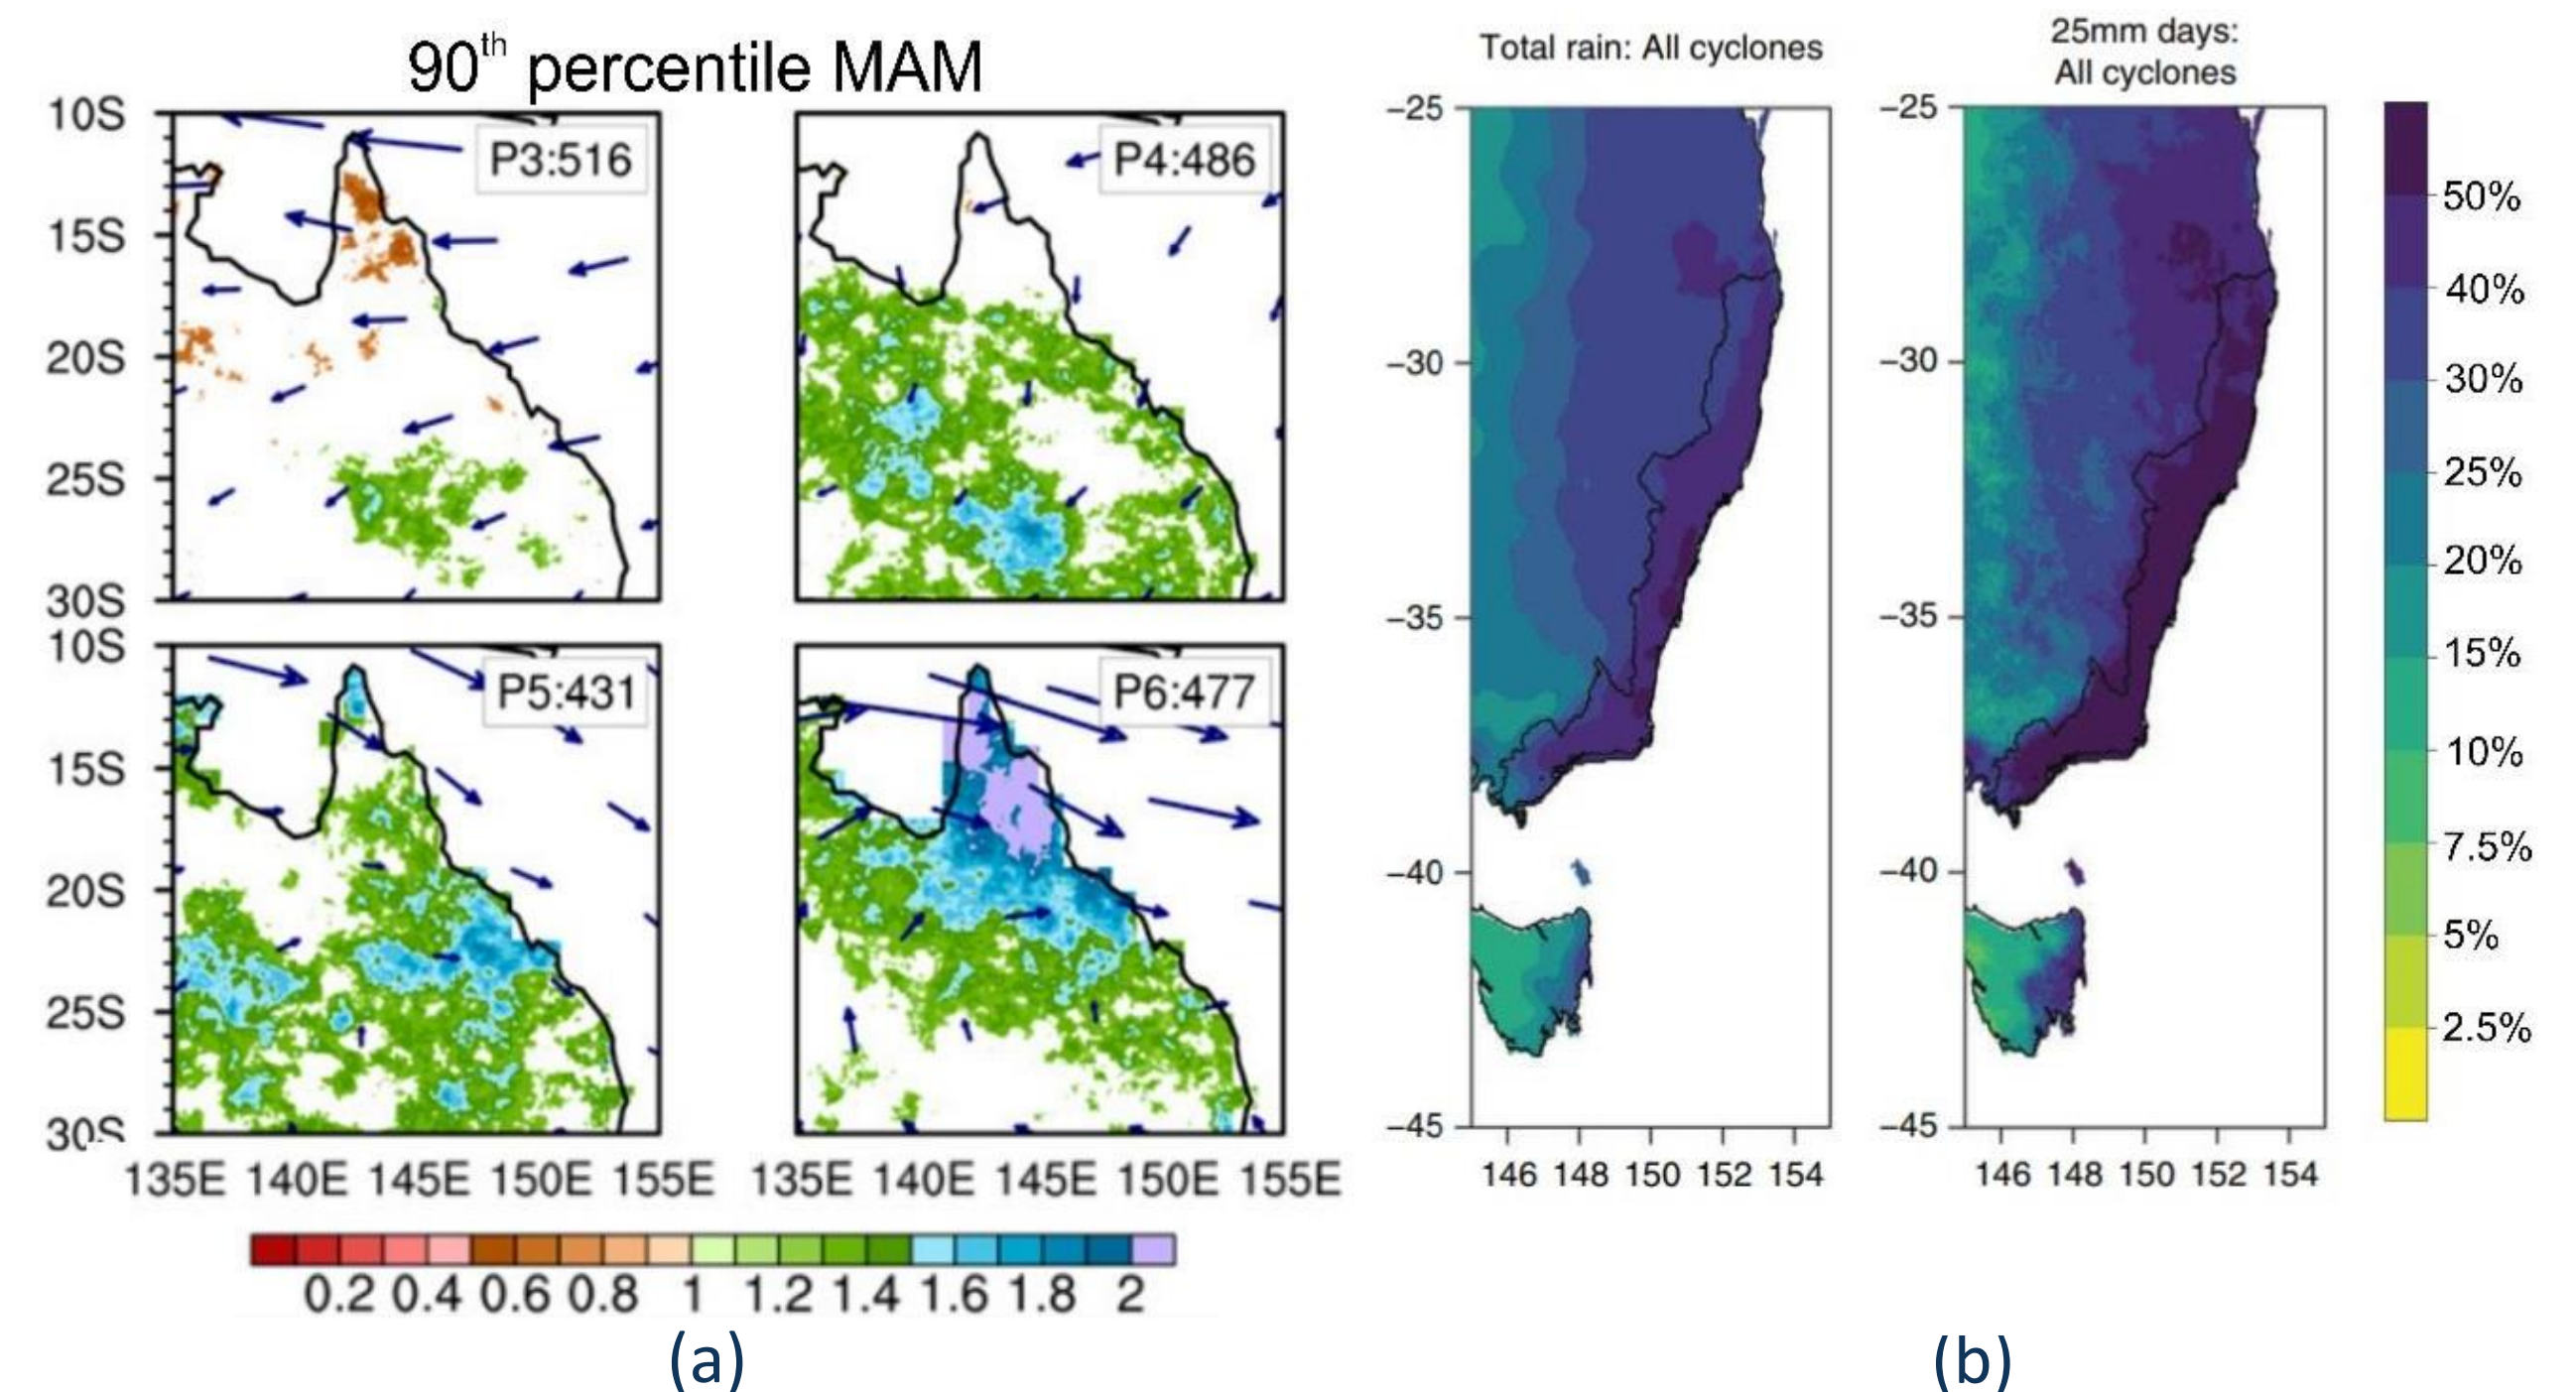 90th percentile MAM
10S
15S
20S
25S
30S
P3:516
P4:486
10S
15S
20S
25S
30S
P5:431
P6:477
135E 140E 145E 150E 155E
135E 140E 145E 150E 155E
0.2 0.4 0.6 0.8 1 1.2 1.4 1.6 1.8 2
(a)
Total rain: All cyclones
−25
−30
−35
−40
−45
146 148 150 152 154
25mm days:
All cyclones
−25
−30
−35
−40
−45
146 148 150 152 154
50%
40%
30%
25%
20%
15%
10%
7.5%
5%
2.5%
(b)